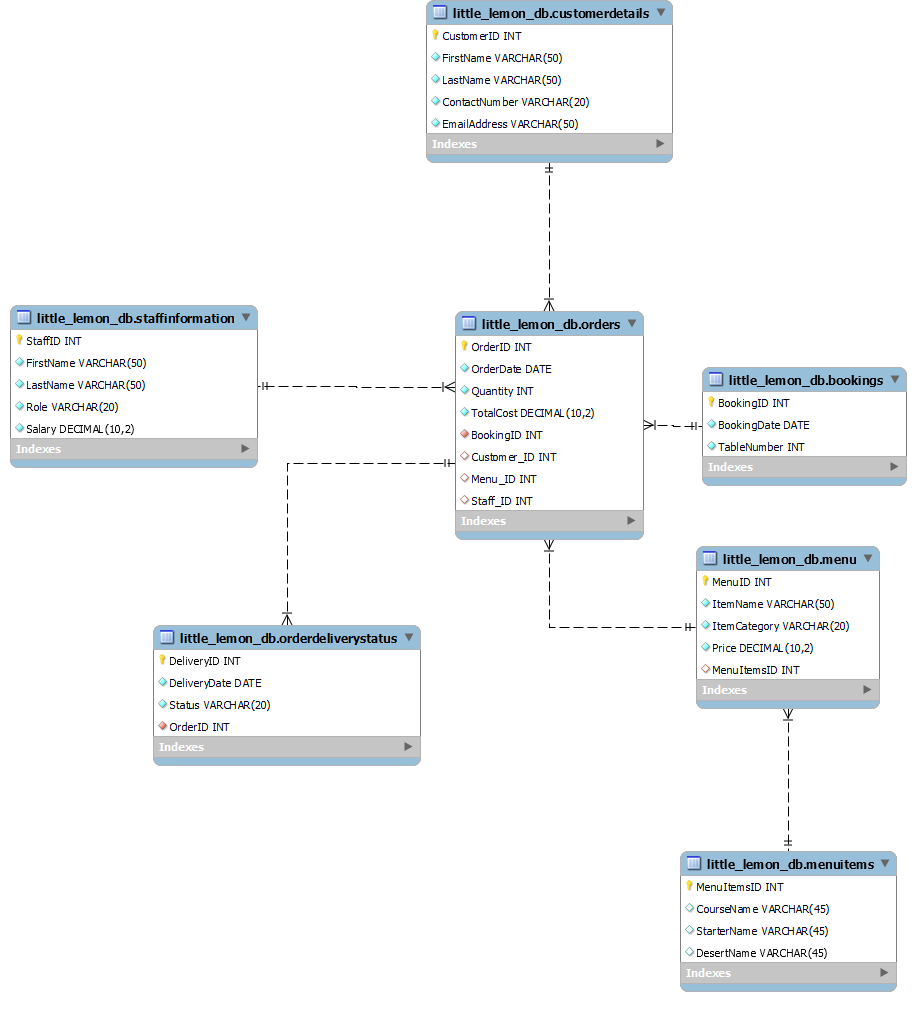 little_lemon_db.customerdetails
CustomerID INT
FirstName VARCHAR(50)
LastName VARCHAR(50)
ContactNumber VARCHAR(20)
EmailAddress VARCHAR(50)
Indexes
little_lemon_db.staffinformation
StaffID INT
FirstName VARCHAR(50)
LastName VARCHAR(50)
Role VARCHAR(20)
Salary DECIMAL(10,2)
Indexes
little_lemon_db.orders
OrderID INT
OrderDate DATE
Quantity INT
TotalCost DECIMAL(10,2)
BookingID INT
Customer_ID INT
Menu_ID INT
Staff_ID INT
Indexes
little_lemon_db.bookings
BookingID INT
BookingDate DATE
TableNumber INT
Indexes
little_lemon_db.menu
MenuID INT
ItemName VARCHAR(50)
ItemCategory VARCHAR(20)
Price DECIMAL(10,2)
MenuItemsID INT
Indexes
little_lemon_db.orderdeliverystatus
DeliveryID INT
DeliveryDate DATE
Status VARCHAR(20)
OrderID INT
Indexes
little_lemon_db.menuitems
MenuItemsID INT
CourseName VARCHAR(45)
StarterName VARCHAR(45)
DesertName VARCHAR(45)
Indexes